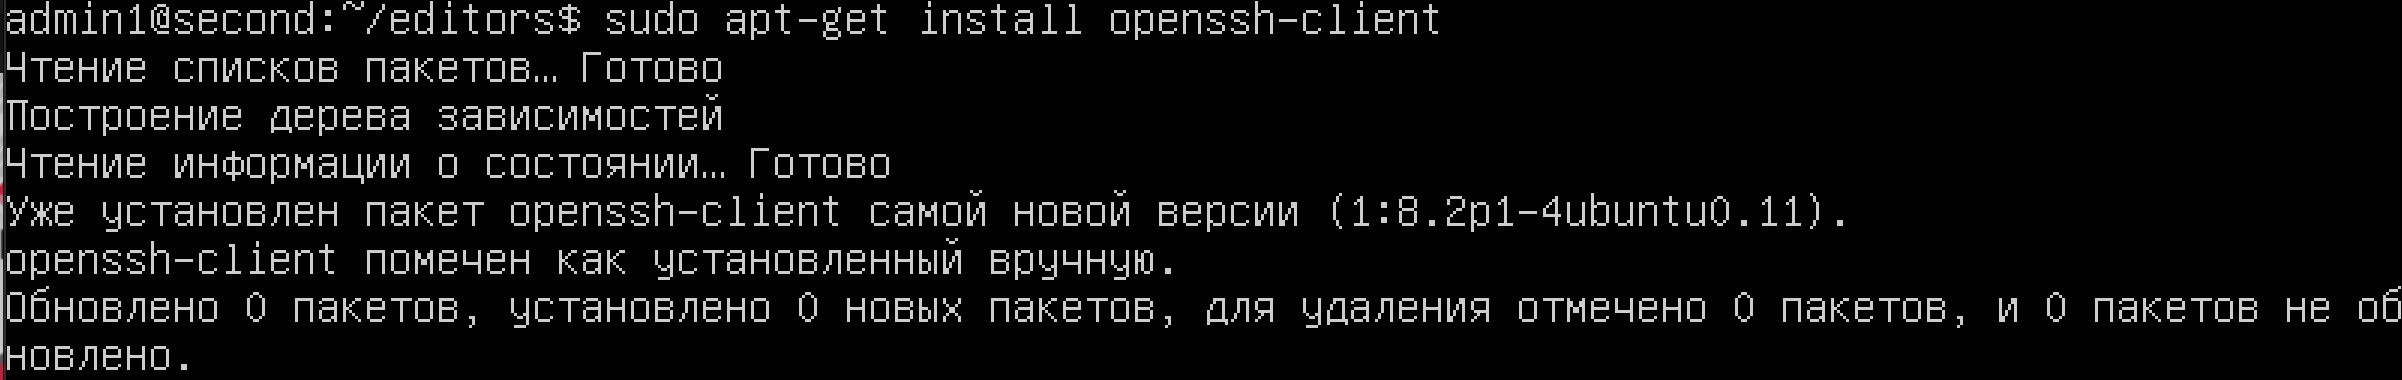 admin1@second:~/editors$ sudo apt-get install openssh-client
Чтение списков пакетов… Готово
Построение дерева зависимостей
Чтение информации о состоянии… Готово
Уже установлен пакет openssh-client самой новой версии (1:8.2p1-4ubuntu0.11).
openssh-client помечен как установленный вручную.
Обновлено 0 пакетов, установлено 0 новых пакетов, для удаления отмечено 0 пакетов, и 0 пакетов не об
новлено.